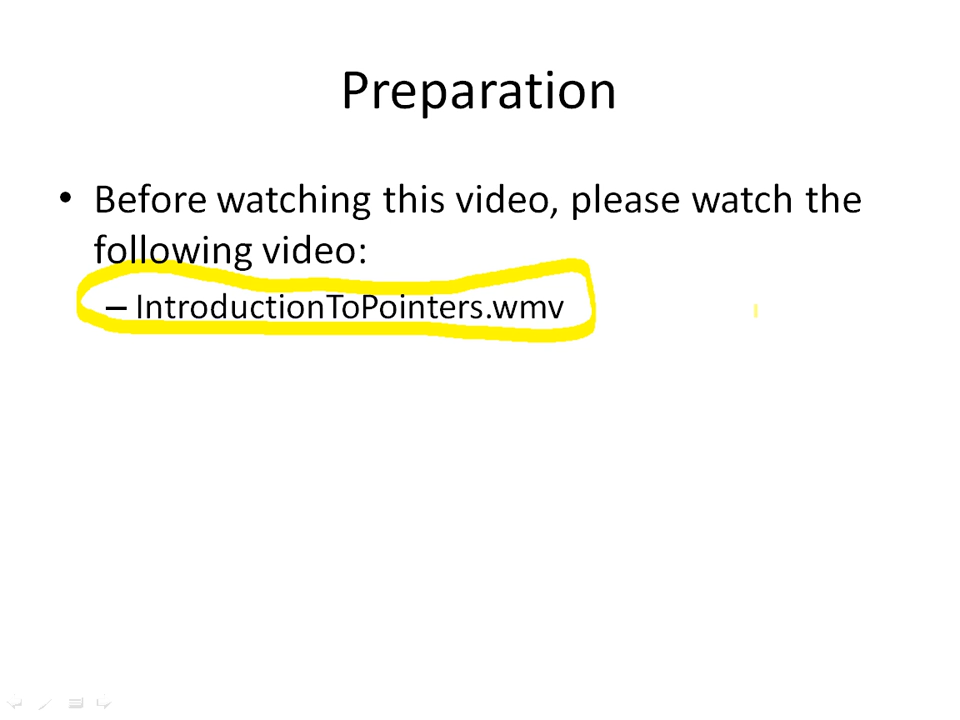 Preparation
• Before watching this video, please watch the
following video:
– IntroductionToPointers.wmv